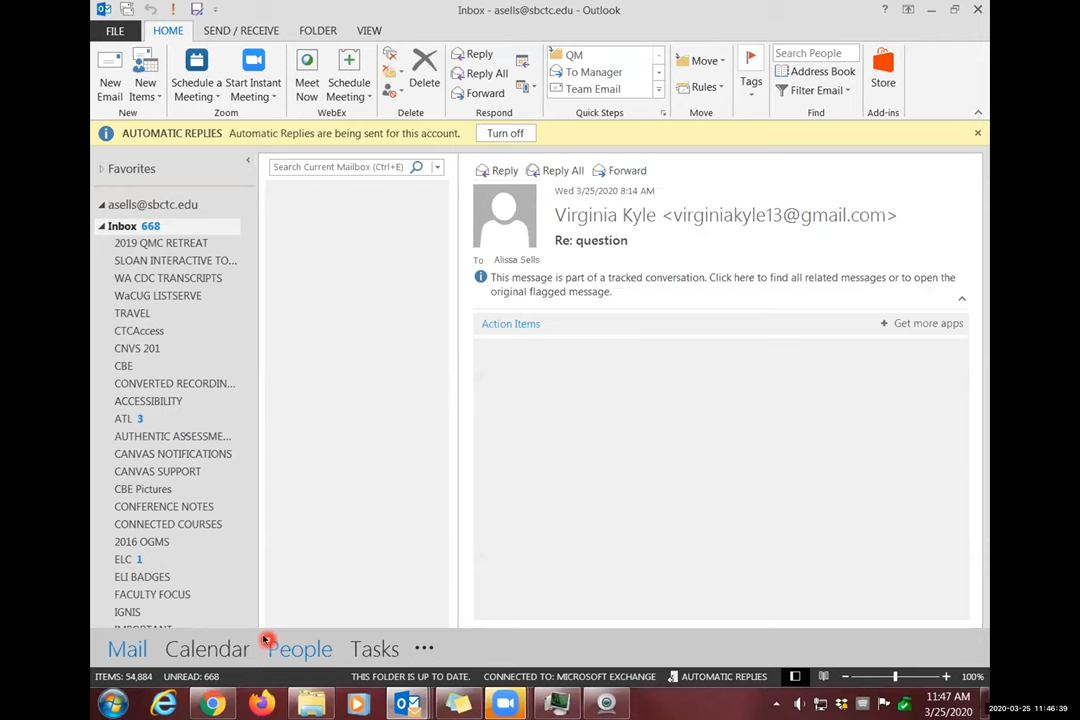 Inbox - asells@sbctc.edu - Outlook
FILE HOME SEND / RECEIVE FOLDER VIEW
New Email
New Items
New
Schedule a Meeting
Start Instant Meeting
Zoom
Meet Now
Schedule Meeting
WebEx
Delete
Delete
Reply
Reply All
Forward
Respond
QM
To Manager
Team Email
Quick Steps
Move
Rules
Move
Tags
Search People
Address Book
Filter Email
Find
Store
Add-ins
AUTOMATIC REPLIES Automatic Replies are being sent for this account. Turn off
Favorites
asells@sbctc.edu
Inbox 668
2019 QMC RETREAT
SLOAN INTERACTIVE TO...
WA CDC TRANSCRIPTS
WaCUG LISTSERVE
TRAVEL
CTCAccess
CNVS 201
CBE
CONVERTED RECORDIN...
ACCESSIBILITY
ATL 3
AUTHENTIC ASSESSME...
CANVAS NOTIFICATIONS
CANVAS SUPPORT
CBE Pictures
CONFERENCE NOTES
CONNECTED COURSES
2016 OGMS
ELC 1
ELI BADGES
FACULTY FOCUS
IGNIS
IMPORTANT
Search Current Mailbox (Ctrl+E)
Reply Reply All Forward
Wed 3/25/2020 8:14 AM
Virginia Kyle <virginiakyle13@gmail.com>
Re: question
To Alissa Sells
This message is part of a tracked conversation. Click here to find all related messages or to open the
original flagged message.
Action Items + Get more apps
Mail Calendar People Tasks •••
ITEMS: 54,884 UNREAD: 668 THIS FOLDER IS UP TO DATE. CONNECTED TO: MICROSOFT EXCHANGE AUTOMATIC REPLIES 100%
11:47 AM
3/25/2020
2020-03-25 11:46:39